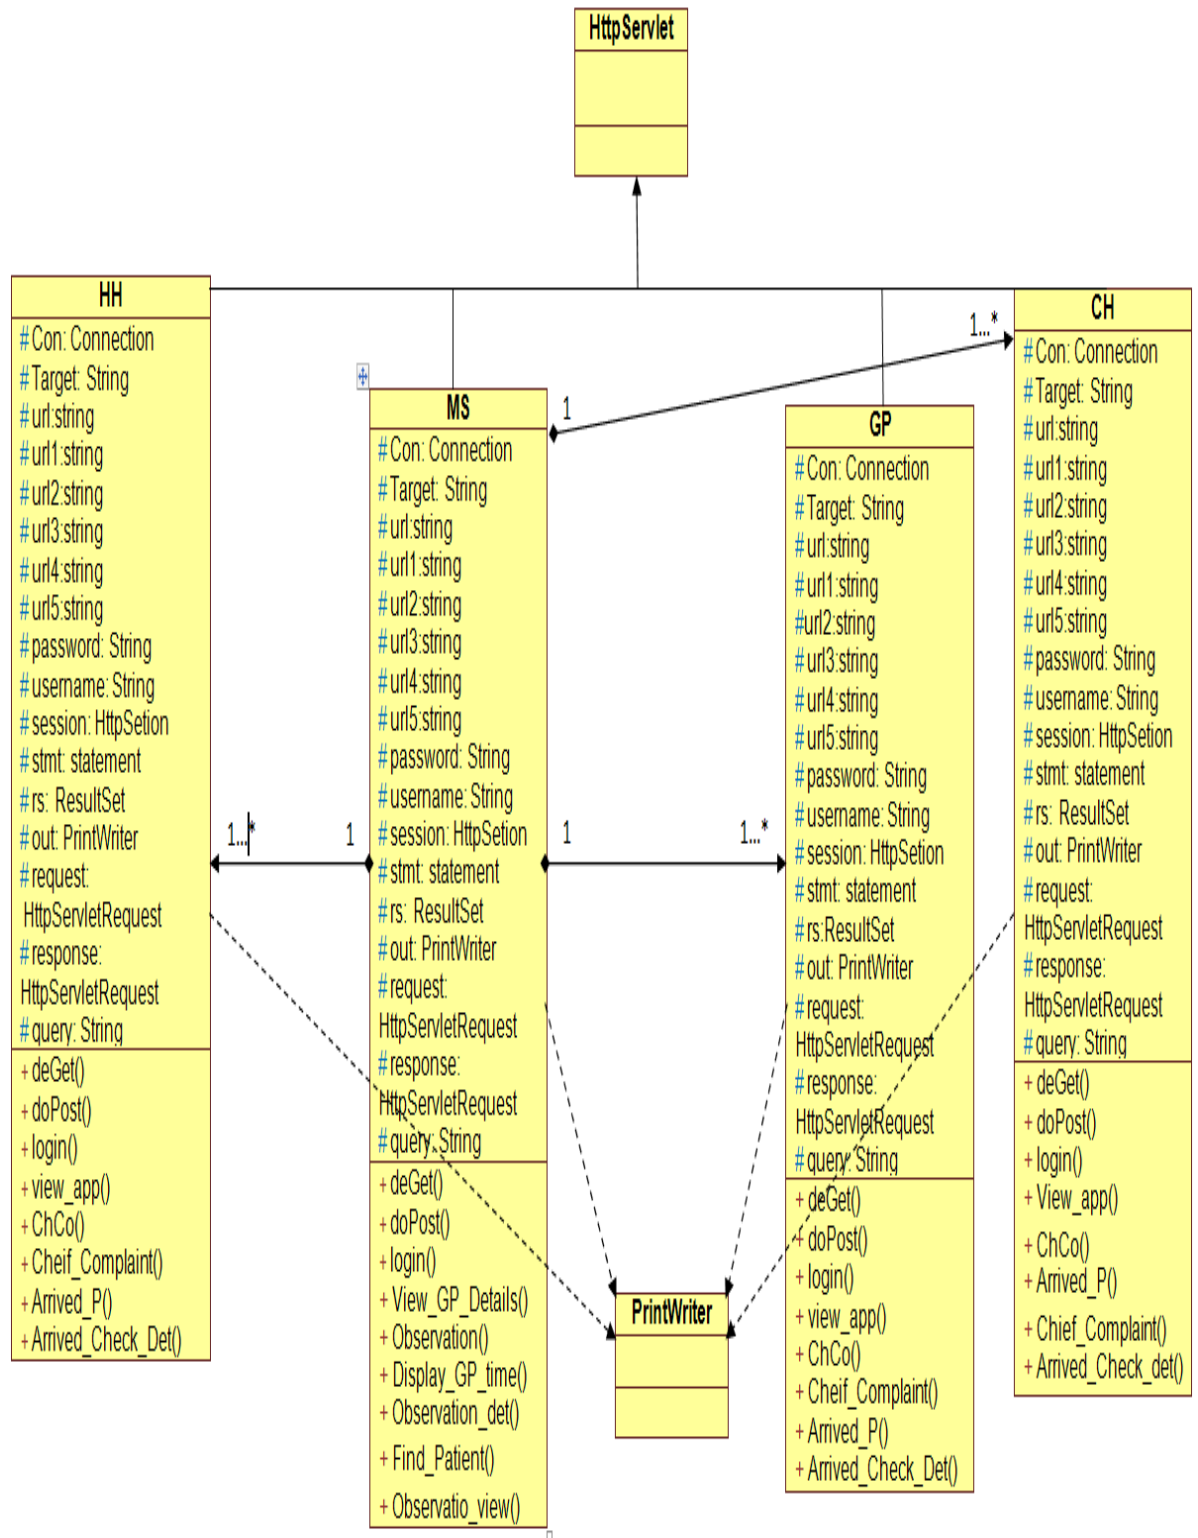 HttpServlet
HH
#Con: Connection
#Target: String
#url:string
#url1:string
#url2:string
#url3:string
#url4:string
#url5:string
#password: String
#username: String
#session: HttpSetion
#stmt: statement
#rs: ResultSet
#out: PrintWriter
#request:
HttpServletRequest
#response:
HttpServletRequest
#query: String
+deGet()
+doPost()
+login()
+view_app()
+ChCo()
+Cheif_Complaint()
+Arrived_P()
+Arrived_Check_Det()
1...*
1
MS
#Con: Connection
#Target: String
#url:string
#url1:string
#url2:string
#url3:string
#url4:string
#url5:string
#password: String
#username: String
#session: HttpSetion
#stmt: statement
#rs: ResultSet
#out: PrintWriter
#request:
HttpServletRequest
#response:
HttpServletRequest
#query: String
+deGet()
+doPost()
+login()
+View_GP_Details()
+Observation()
+Display_GP_time()
+Observation_det()
+Find_Patient()
+Observatio_view()
1
1...*
1
1...*
GP
#Con: Connection
#Target: String
#url:string
#url1:string
#url2:string
#url3:string
#url4:string
#url5:string
#password: String
#username: String
#session: HttpSetion
#stmt: statement
#rs:ResultSet
#out: PrintWriter
#request:
HttpServletRequest
#response:
HttpServletRequest
#query: String
+deGet()
+doPost()
+login()
+view_app()
+ChCo()
+Cheif_Complaint()
+Arrived_P()
+Arrived_Check_Det()
CH
#Con: Connection
#Target: String
#url:string
#url1:string
#url2:string
#url3:string
#url4:string
#url5:string
#password: String
#username: String
#session: HttpSetion
#stmt: statement
#rs: ResultSet
#out: PrintWriter
#request:
HttpServletRequest
#response:
HttpServletRequest
#query: String
+deGet()
+doPost()
+login()
+View_app()
+ChCo()
+Arrived_P()
+Chief_Complaint()
+Arrived_Check_det()
PrintWriter